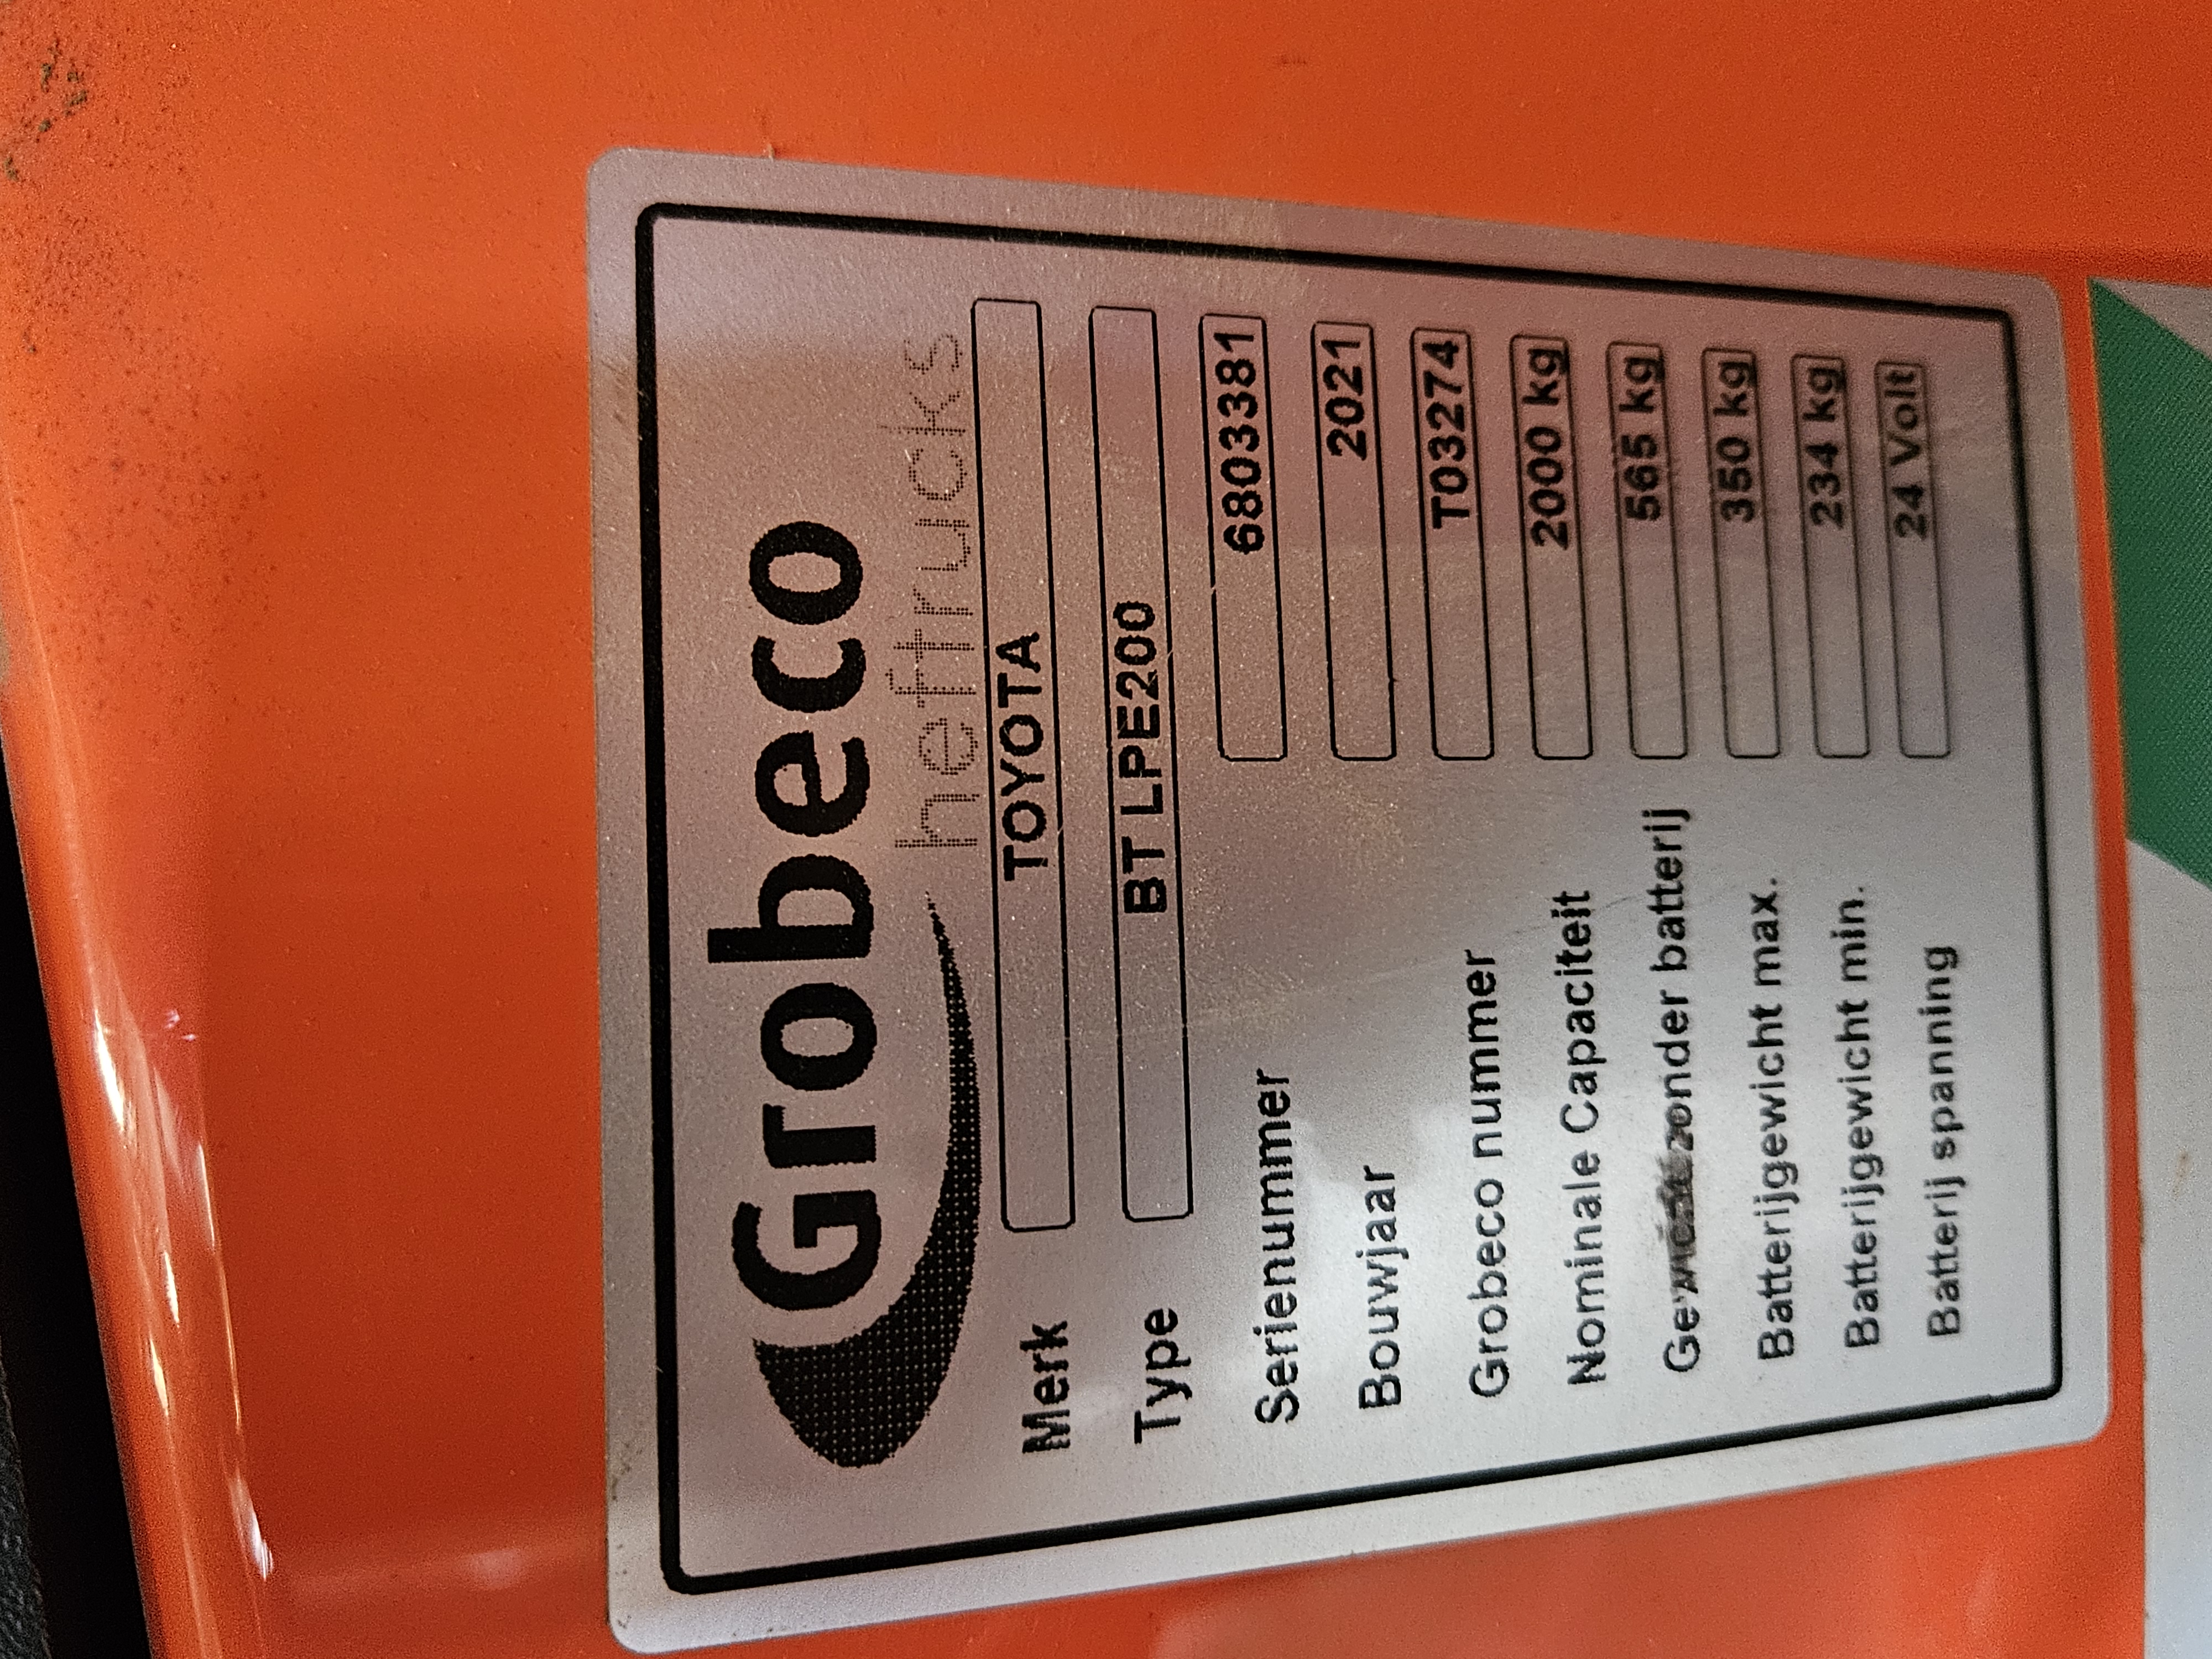 Grobeco
heftrucks
Merk TOYOTA
Type BT LPE200
Serienummer 6803381
Bouwjaar 2021
Grobeco nummer T03274
Nominale Capaciteit 2000 kg
Gewicht zonder batterij 565 kg
Batterijgewicht max. 350 kg
Batterijgewicht min. 234 kg
Batterij spanning 24 Volt